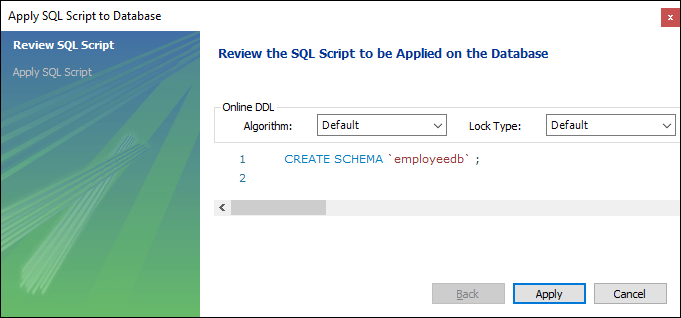 Apply SQL Script to Database
x
Review SQL Script
Apply SQL Script
Review the SQL Script to be Applied on the Database
Online DDL
Algorithm: Default Lock Type: Default
1 CREATE SCHEMA `employeedb` ;
2
Back Apply Cancel